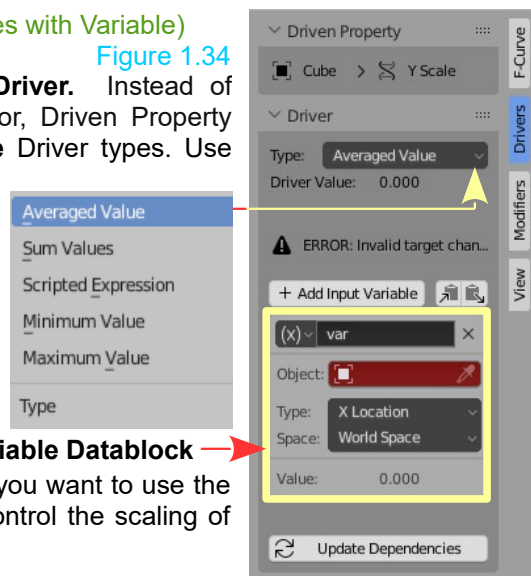 es with Variable)
Figure 1.34
Driver. Instead of
or, Driven Property
e Driver types. Use
Averaged Value
Sum Values
Scripted Expression
Minimum Value
Maximum Value
Type
riable Datablock
you want to use the
ontrol the scaling of
Driven Property
Cube > Y Scale
Driver
Type: Averaged Value
Driver Value: 0.000
ERROR: Invalid target chan...
+ Add Input Variable
(x) var ×
Object:
Type: X Location
Space: World Space
Value: 0.000
Update Dependencies
F-Curve
Drivers
Modifiers
View